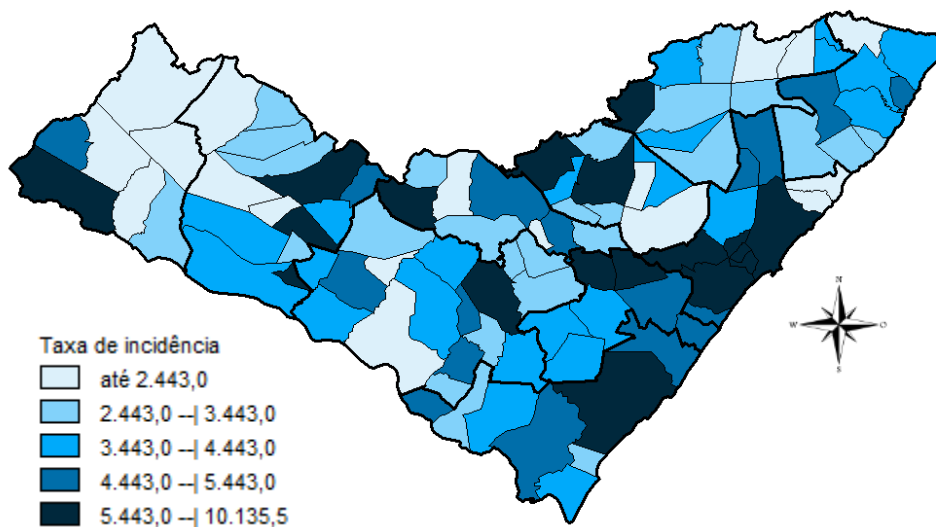 N
W
O
S
Taxa de incidência
até 2.443,0
2.443,0 --| 3.443,0
3.443,0 --| 4.443,0
4.443,0 --| 5.443,0
5.443,0 --| 10.135,5